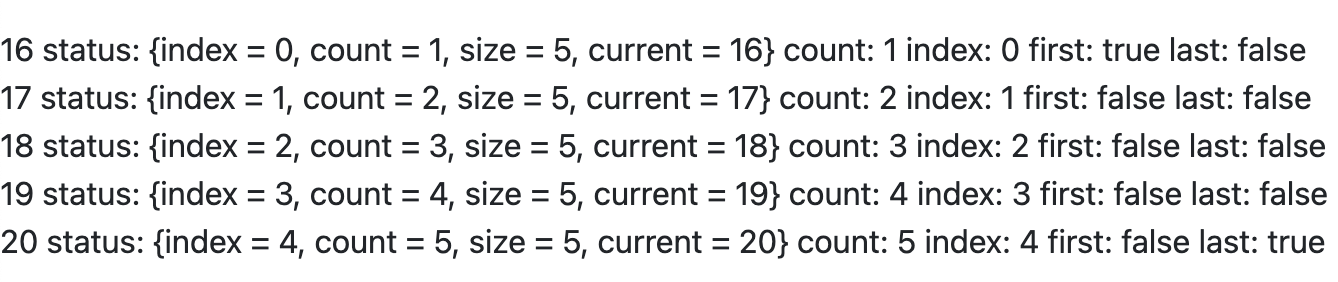 16 status: {index = 0, count = 1, size = 5, current = 16} count: 1 index: 0 first: true last: false
17 status: {index = 1, count = 2, size = 5, current = 17} count: 2 index: 1 first: false last: false
18 status: {index = 2, count = 3, size = 5, current = 18} count: 3 index: 2 first: false last: false
19 status: {index = 3, count = 4, size = 5, current = 19} count: 4 index: 3 first: false last: false
20 status: {index = 4, count = 5, size = 5, current = 20} count: 5 index: 4 first: false last: true